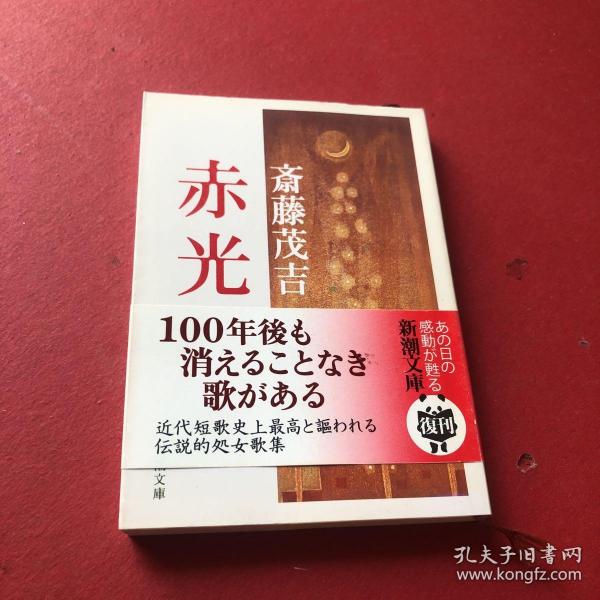 赤光
斎藤茂吉
100年後も
消えることなき
歌がある
近代短歌史上最高と謳われる
伝説的処女歌集
あの日の
感動が甦る
新潮文庫
復刊
潮文庫
孔夫子旧书网
www.kongfz.com